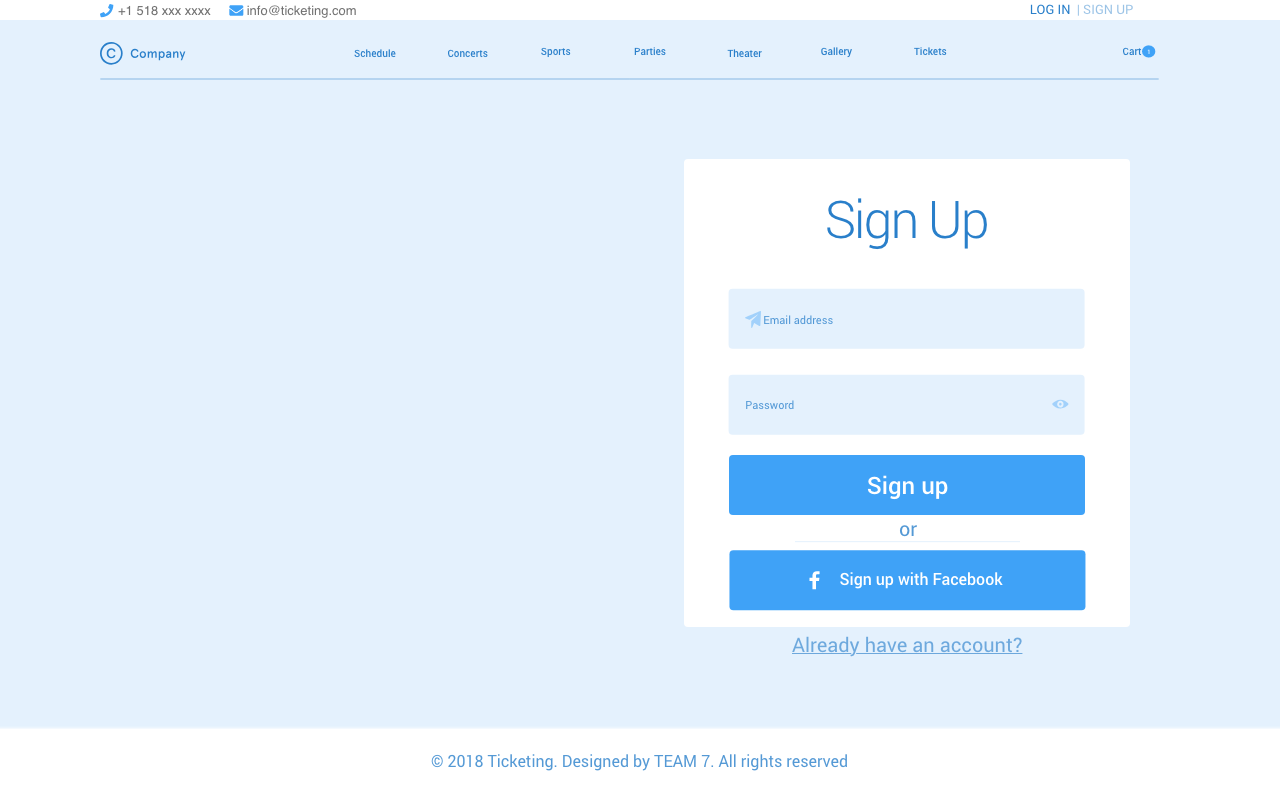 +1 518 xxx xxxx info@ticketing.com LOG IN | SIGN UP
C Company Schedule Concerts Sports Parties Theater Gallery Tickets Cart 1
Sign Up
Email address
Password
Sign up
or
Sign up with Facebook
Already have an account?
© 2018 Ticketing. Designed by TEAM 7. All rights reserved